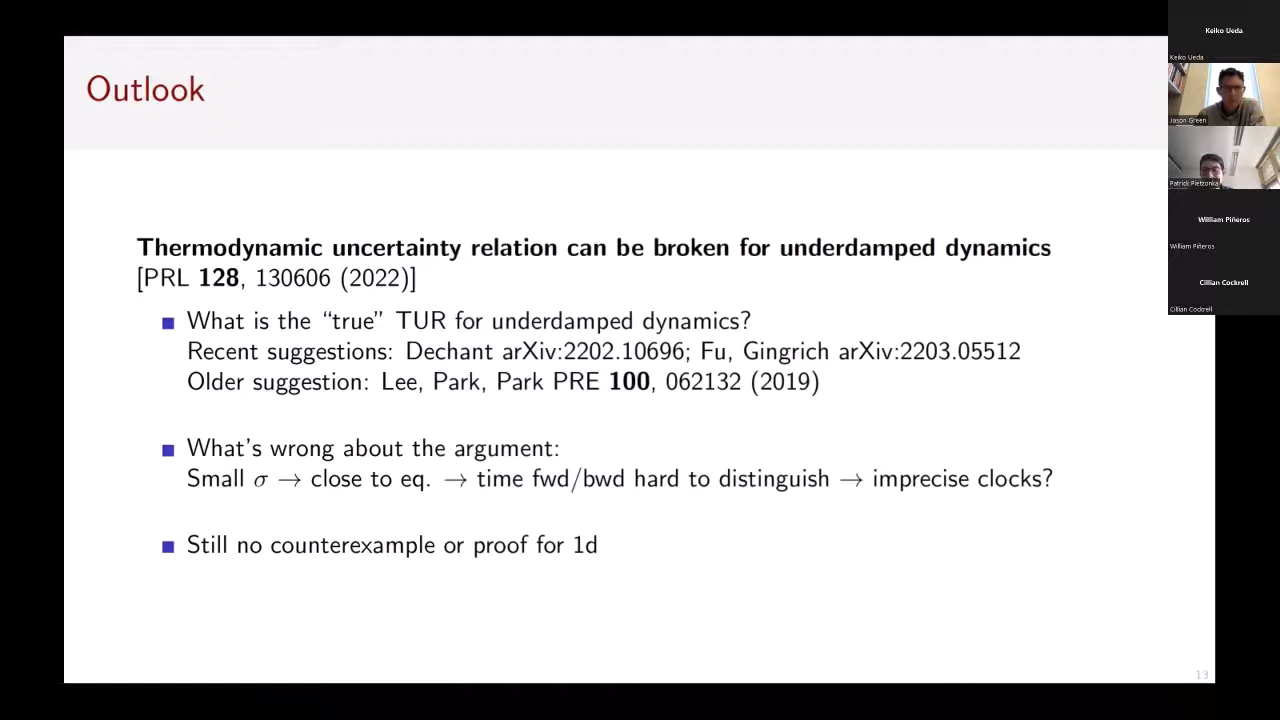 Outlook
Thermodynamic uncertainty relation can be broken for underdamped dynamics
[PRL 128, 130606 (2022)]
What is the “true” TUR for underdamped dynamics?
Recent suggestions: Dechant arXiv:2202.10696; Fu, Gingrich arXiv:2203.05512
Older suggestion: Lee, Park, Park PRE 100, 062132 (2019)
What's wrong about the argument:
Small σ → close to eq. → time fwd/bwd hard to distinguish → imprecise clocks?
Still no counterexample or proof for 1d
13
Keiko Ueda
Keiko Ueda
Jason Green
Patrick Pietzonka
William Piñeros
William Piñeros
Cillian Cockrell
Cillian Cockrell